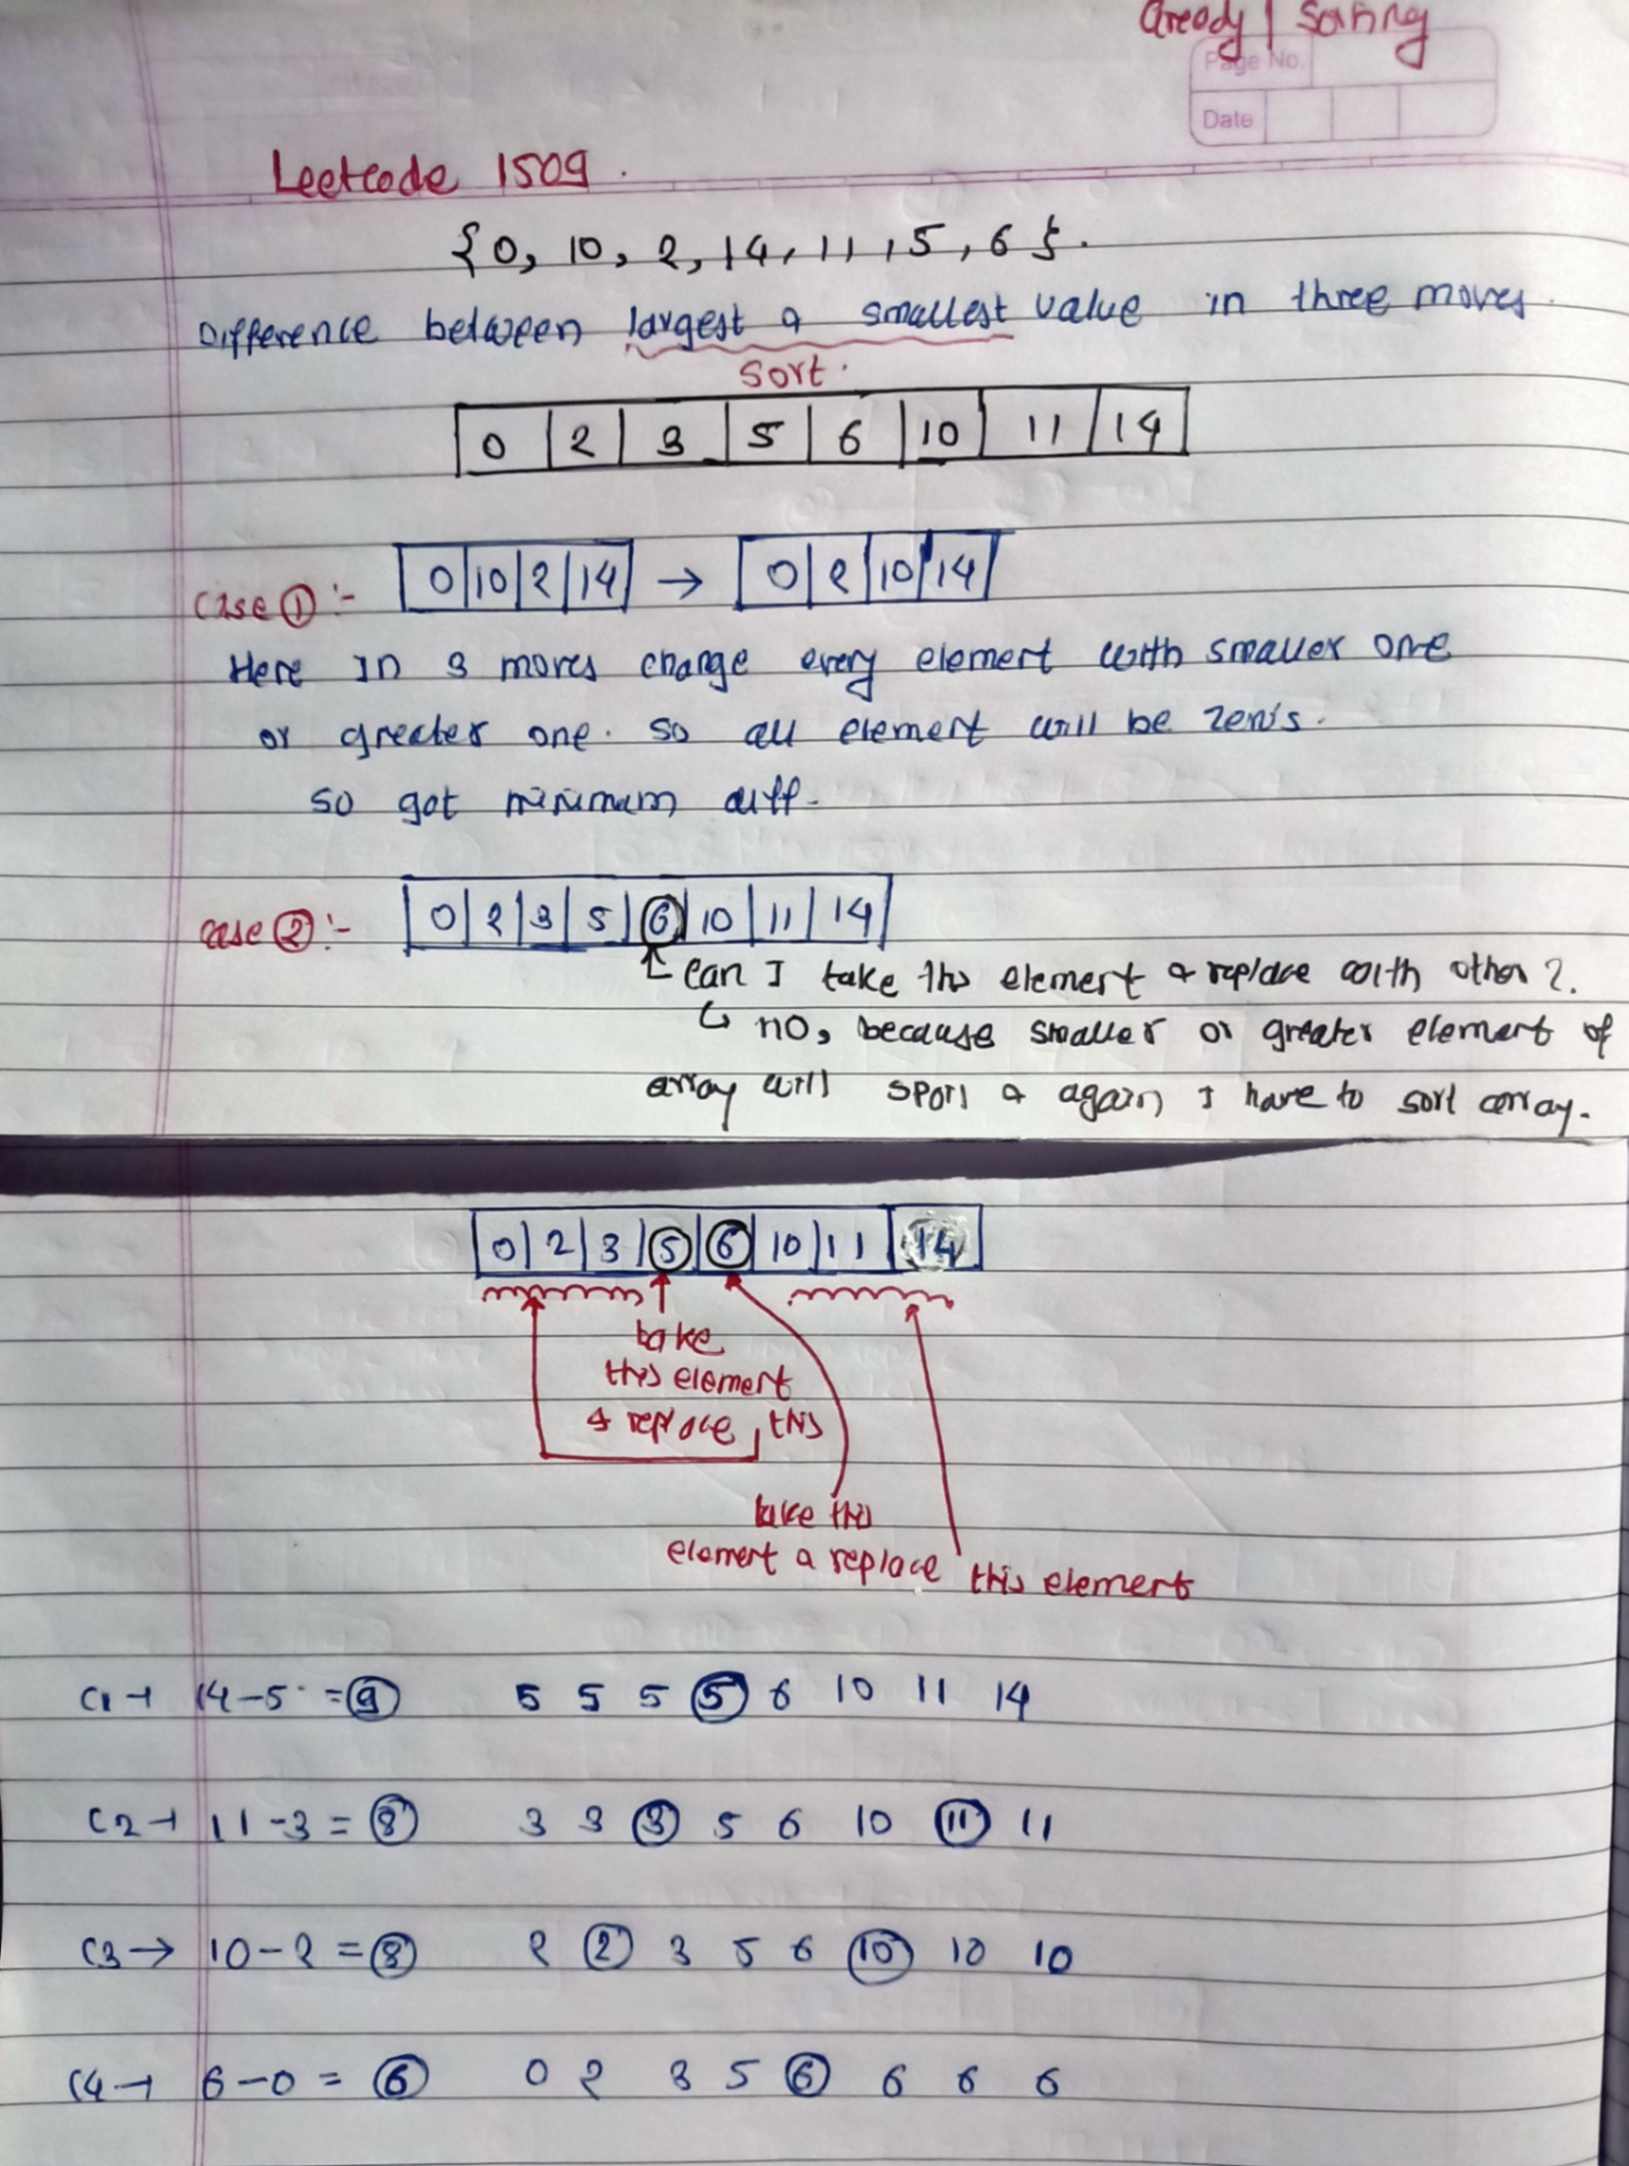 Greedy | Sorting
Page No.
Date
Leetcode 1509.
{0, 10, 2, 14, 11, 5, 6}.
Difference between largest & smallest value in three moves.
Sort.
0 | 2 | 3 | 5 | 6 | 10 | 11 | 14
case ① :- 0 | 10 | 2 | 14 → 0 | 2 | 10 | 14
Here in 3 moves change every element with smaller one
or greater one. so all element will be zero's.
so got minimum diff.
case ② :- 0 | 2 | 3 | 5 | ⑥ | 10 | 11 | 14
can I take this element & replace with other ?.
↳ no, because smaller or greater element of
array will spoil & again I have to sort array.
0 | 2 | 3 | ⑤ | ⑥ | 10 | 11 | 14
take
this element
& replace this
take this
element & replace this element
C1 → 14-5 = ⑨ 5 5 5 ⑤ 6 10 11 14
C2 → 11-3 = ⑧ 3 3 ③ 5 6 10 ⑪ 11
C3 → 10-2 = ⑧ 2 ② 3 5 6 ⑩ 10 10
C4 → 6-0 = ⑥ 0 2 3 5 ⑥ 6 6 6